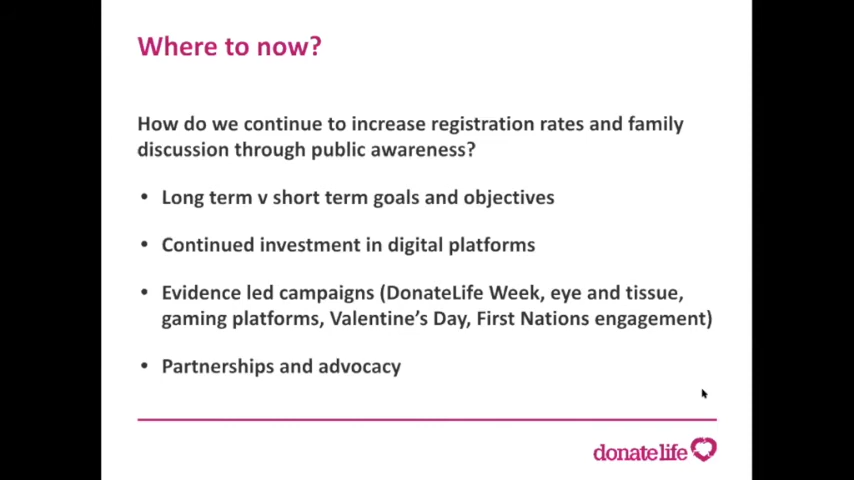 Where to now?
How do we continue to increase registration rates and family
discussion through public awareness?
• Long term v short term goals and objectives
• Continued investment in digital platforms
• Evidence led campaigns (DonateLife Week, eye and tissue,
gaming platforms, Valentine's Day, First Nations engagement)
• Partnerships and advocacy
donatelife